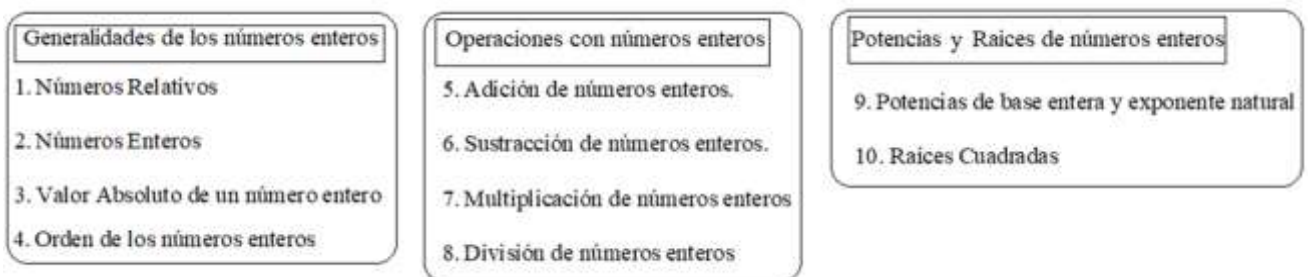 Generalidades de los números enteros
1. Números Relativos
2. Números Enteros
3. Valor Absoluto de un número entero
4. Orden de los números enteros
Operaciones con números enteros
5. Adición de números enteros.
6. Sustracción de números enteros.
7. Multiplicación de números enteros
8. División de números enteros
Potencias y Raices de números enteros
9. Potencias de base entera y exponente natural
10. Raíces Cuadradas